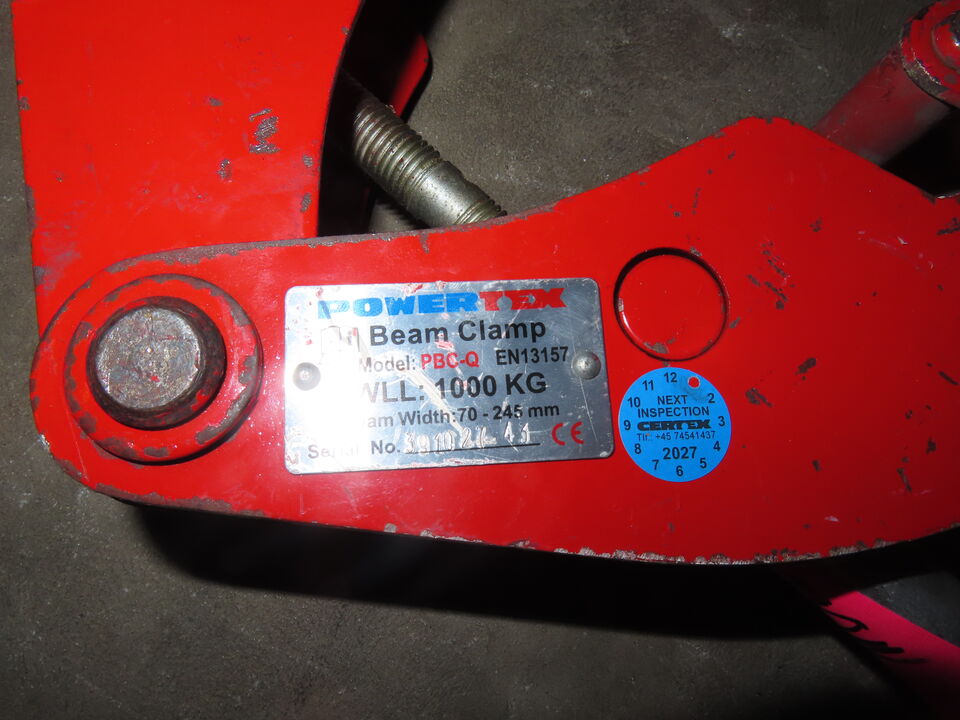 POWERTEX
Beam Clamp
Model: PBC-Q EN13157
WLL: 1000 KG
Beam Width: 70 - 245 mm
Serial No.
CE
11 12
10 2
NEXT
INSPECTION
9 CERTEX 3
Tlf.: +45 74541437
8 2027 4
7 6 5